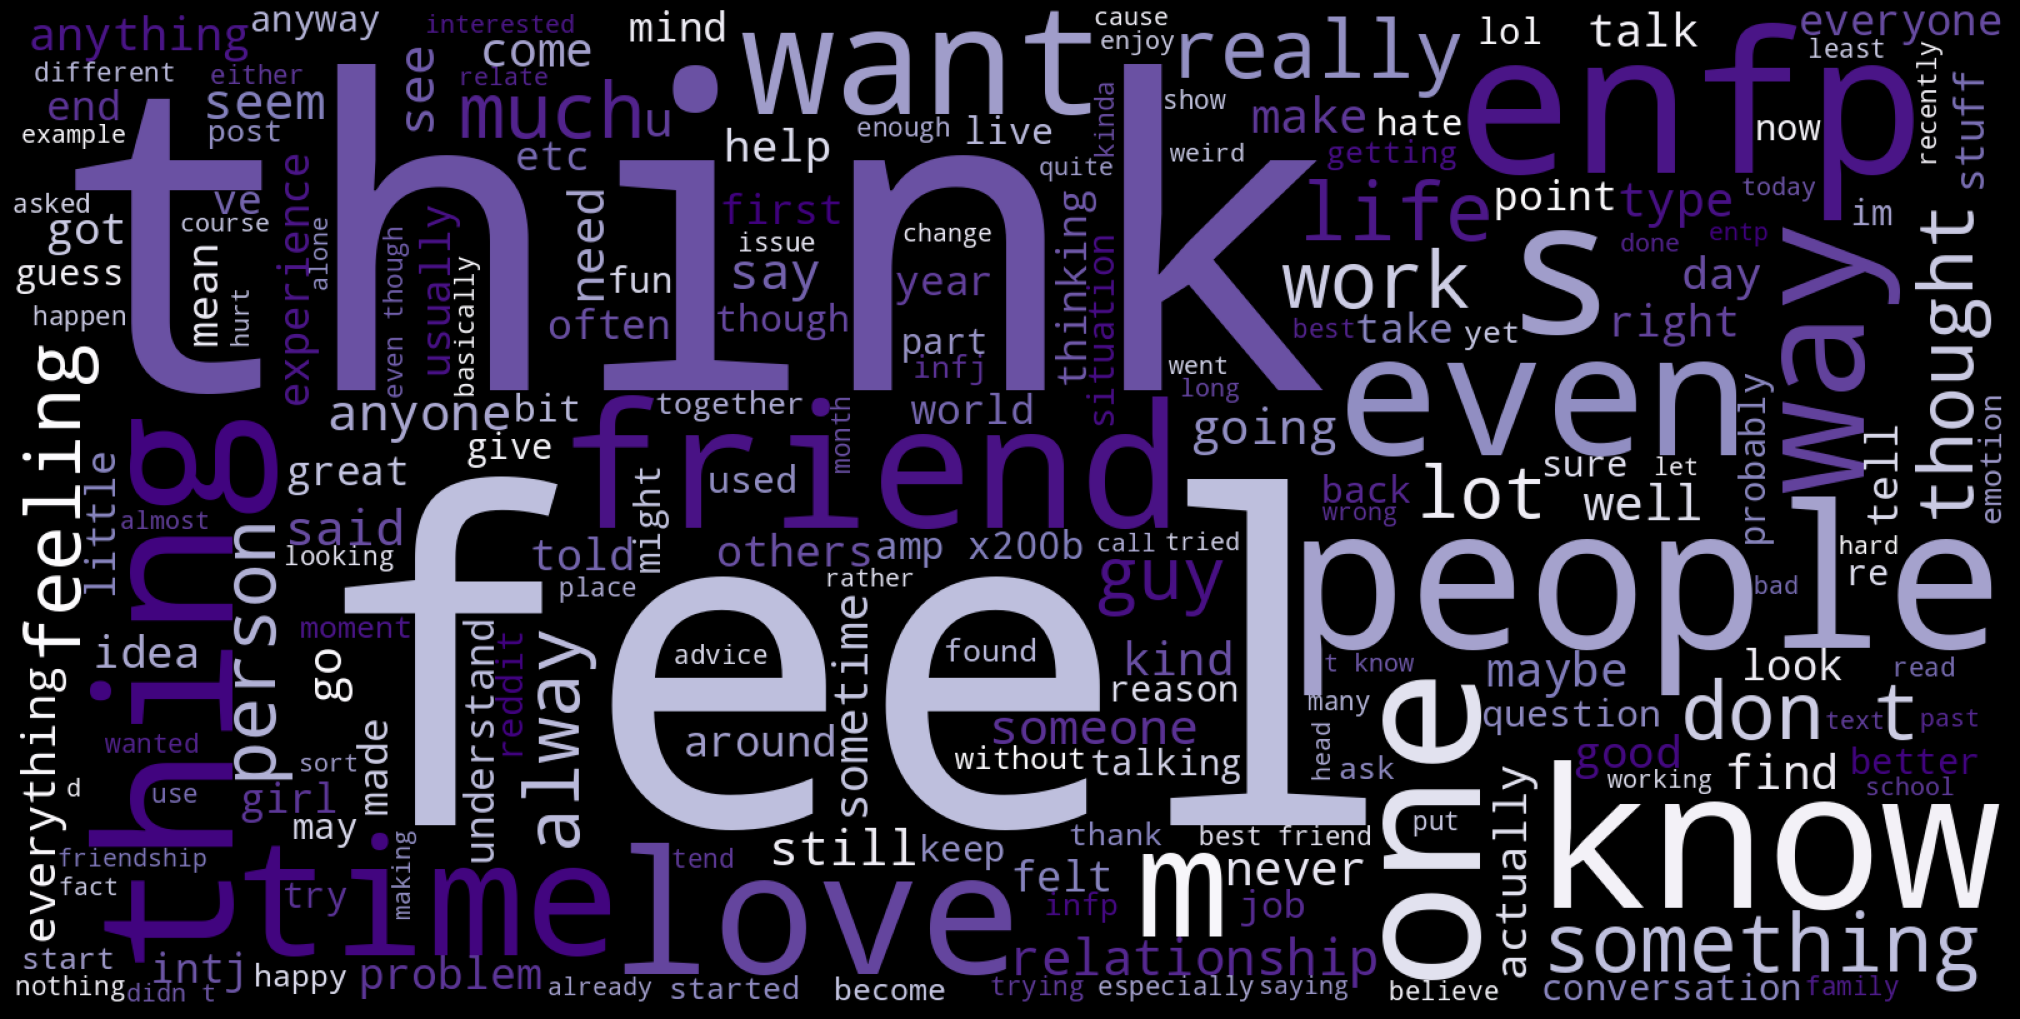 think
feel
people
enfp
want
friend
know
even
one
thing
time
love
way
s
m
really
life
work
much
lot
something
thought
feeling
person
alway
don t
guy
anything
anyway
interested
come
mind
cause
enjoy
lol
talk
everyone
least
different
either
relate
see
end
seem
example
post
u
etc
help
enough
live
kinda
show
make
hate
now
recently
stuff
quite
weird
getting
asked
got
course
ve
experience
alone
usually
need
first
issue
change
thinking
point
type
today
im
guess
mean
hurt
even though
basically
fun
say
year
situation
done
entp
day
happen
often
though
part
infj
went
long
best
take
yet
right
anyone
bit
together
month
world
going
give
great
used
sure
let
well
probably
tell
emotion
little
almost
said
looking
told
might
place
others
amp
x200b
call
tried
rather
back
wrong
hard
re
bad
everything
idea
moment
go
understand
reddit
advice
sometime
found
kind
reason
t know
maybe
look
read
many
question
text
past
wanted
sort
made
around
someone
without
talking
head
ask
good
working
find
better
school
d
use
girl
may
actually
put
friendship
fact
try
making
tend
still
keep
thank
best friend
never
felt
infp
job
start
nothing
didn t
intj
happy
problem
already
started
become
relationship
trying
especially
saying
believe
conversation
family